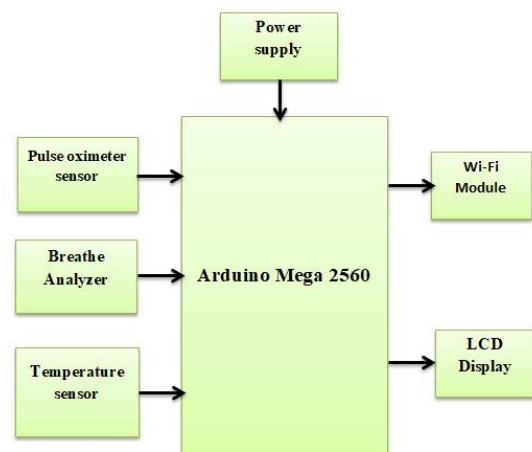 Power
supply
Pulse oximeter
sensor
Wi-Fi
Module
Breathe
Analyzer
Arduino Mega 2560
LCD
Display
Temperature
sensor